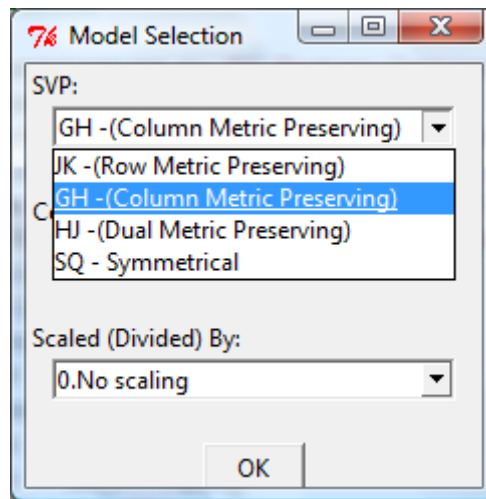 Model Selection
SVP:
GH -(Column Metric Preserving)
JK -(Row Metric Preserving)
GH -(Column Metric Preserving)
HJ -(Dual Metric Preserving)
SQ - Symmetrical
Scaled (Divided) By:
0.No scaling
OK